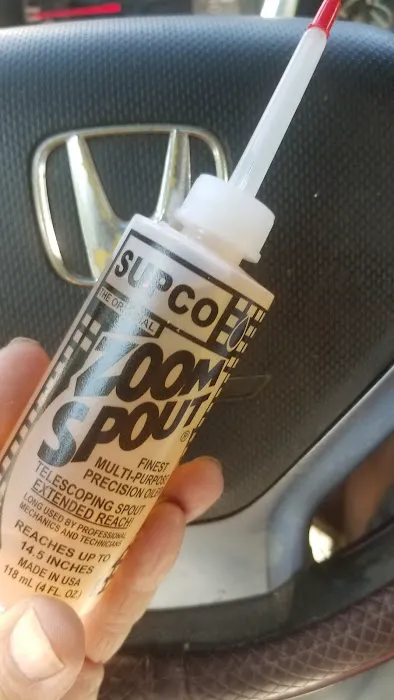 SUPCO
THE ORIGINAL
ZOOM
SPOUT®
FINEST
MULTI-PURPOSE
PRECISION OILER
TELESCOPING SPOUT
EXTENDED REACH!
LONG USED BY PROFESSIONAL
MECHANICS AND TECHNICIANS
REACHES UP TO
14.5 INCHES
MADE IN USA
118 mL (4 FL. OZ.)